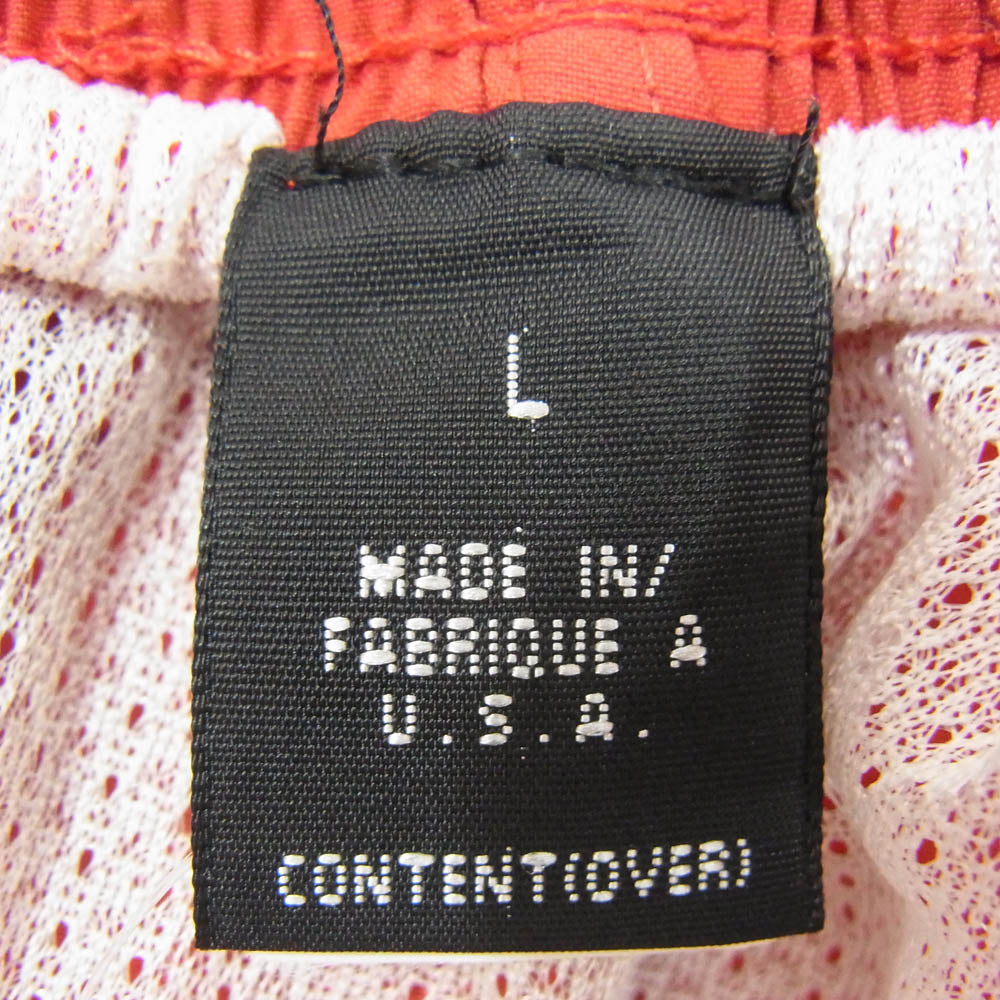 L
MADE IN/
FABRIQUE A
U.S.A.
CONTENT(OVER)